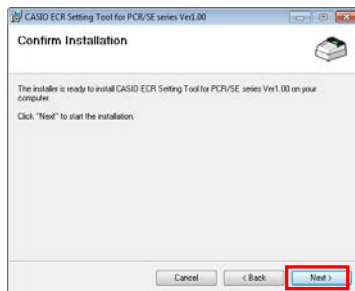 CASIO ECR Setting Tool for PCR/SE series Ver1.00
Confirm Installation
The installer is ready to install CASIO ECR Setting Tool for PCR/SE series Ver1.00 on your
computer.
Click "Next" to start the installation.
Cancel
< Back
Next >